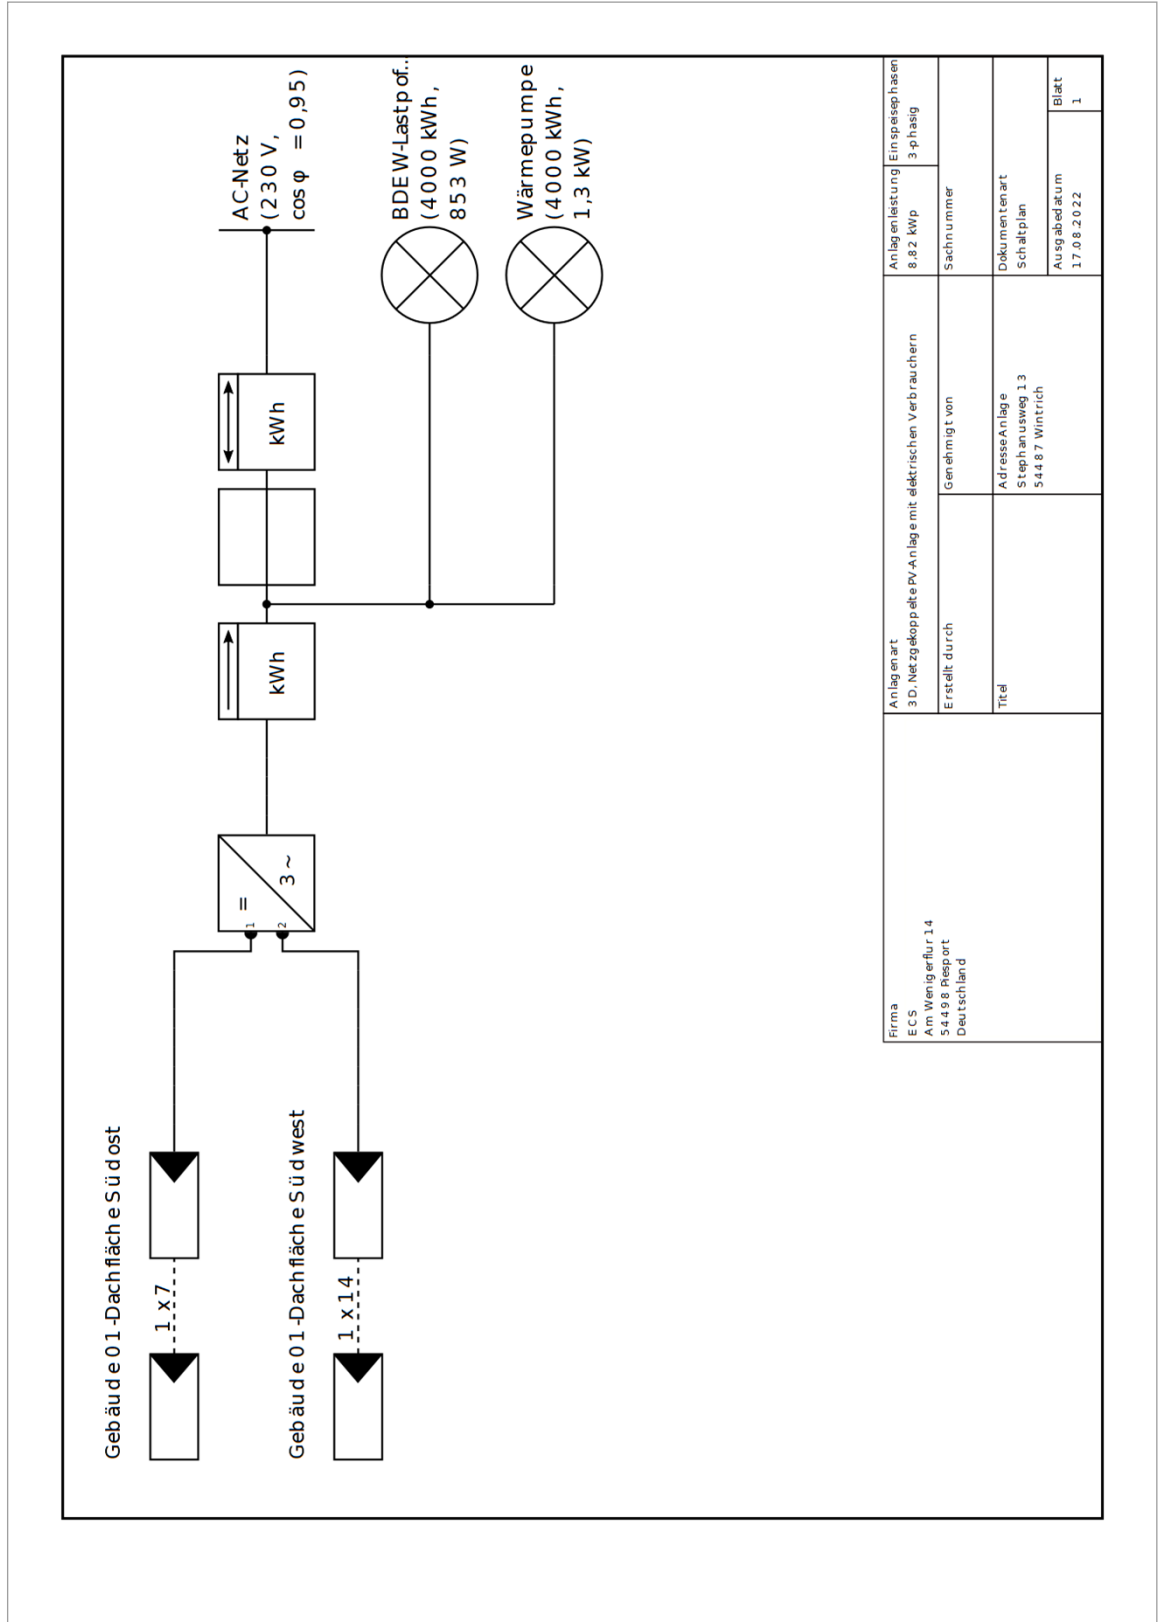 Gebäude 01-Dachfläche Südost
1 x 7
Gebäude 01-Dachfläche Südwest
1 x 14
1
2
=
3 ~
kWh
kWh
AC-Netz
(230 V,
cos φ = 0,95)
BDEW-Lastpof...
(4000 kWh,
853 W)
Wärmepumpe
(4000 kWh,
1,3 kW)
Firma
ECS
Am Wenigerflur 14
54498 Piesport
Deutschland
Anlagenart
3D, Netzgekoppelte PV-Anlage mit elektrischen Verbrauchern
Anlagenleistung
8,82 kWp
Einspeisephasen
3-phasig
Erstellt durch
Genehmigt von
Sachnummer
Titel
Adresse Anlage
Stephanusweg 13
54487 Wintrich
Dokumentenart
Schaltplan
Ausgabedatum
17.08.2022
Blatt
1